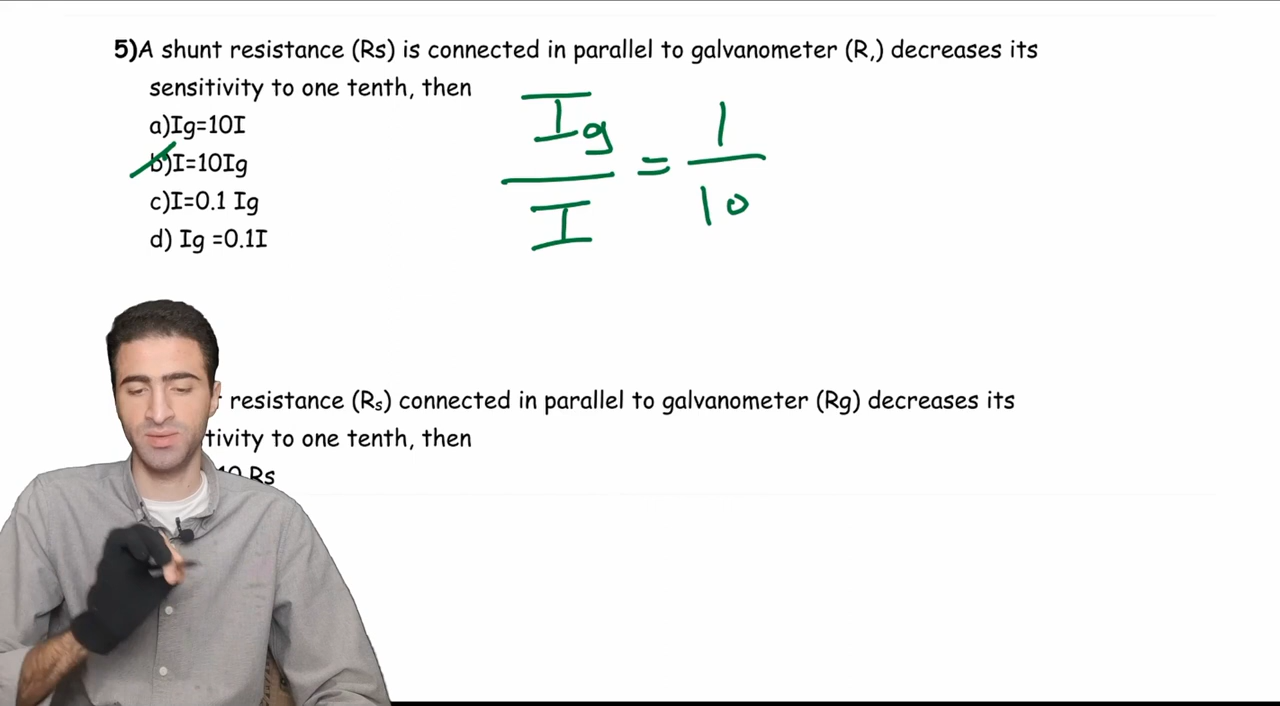 5)A shunt resistance (Rs) is connected in parallel to galvanometer (R,) decreases its
sensitivity to one tenth, then
a)Ig=10I
b)I=10Ig
c)I=0.1 Ig
d) Ig =0.1I
Ig
I
=
1
10
resistance (Rs) connected in parallel to galvanometer (Rg) decreases its
to one tenth, then
Rs